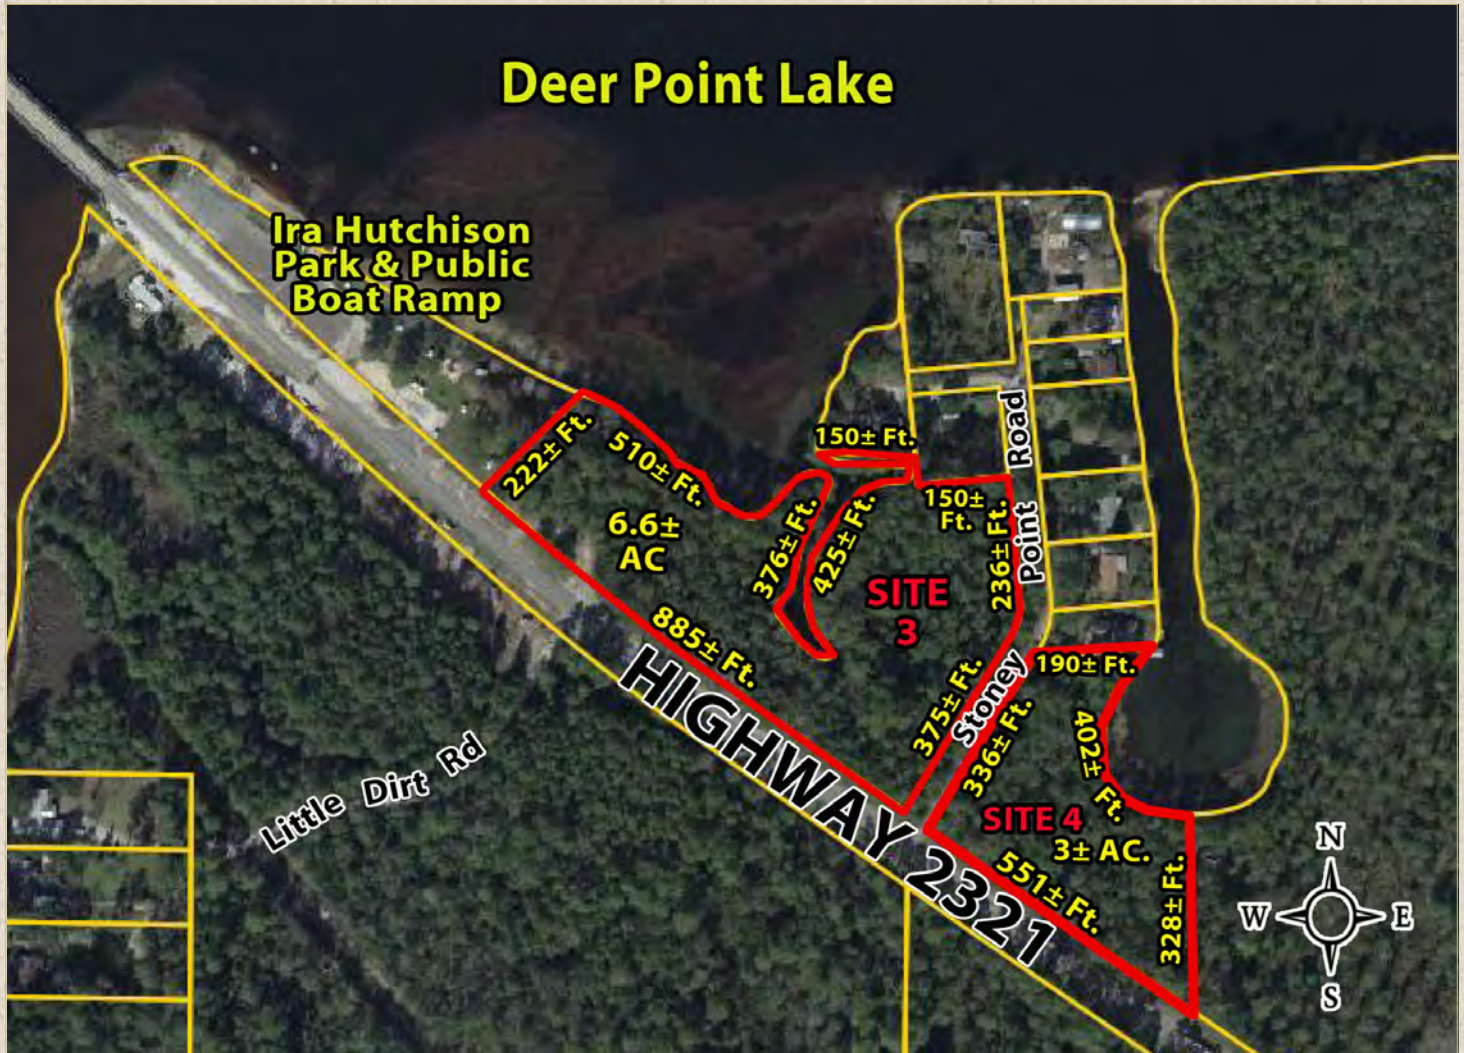 Deer Point Lake
Ira Hutchison
Park & Public
Boat Ramp
222± Ft.
510± Ft.
6.6±
AC
376± Ft.
425± Ft.
150± Ft.
150±
Ft.
236± Ft.
SITE
3
885± Ft.
375± Ft.
Stoney Point Road
HIGHWAY 2321
190± Ft.
336± Ft.
402± Ft.
SITE 4
3± AC.
551± Ft.
328± Ft.
Little Dirt Rd
N
W E
S